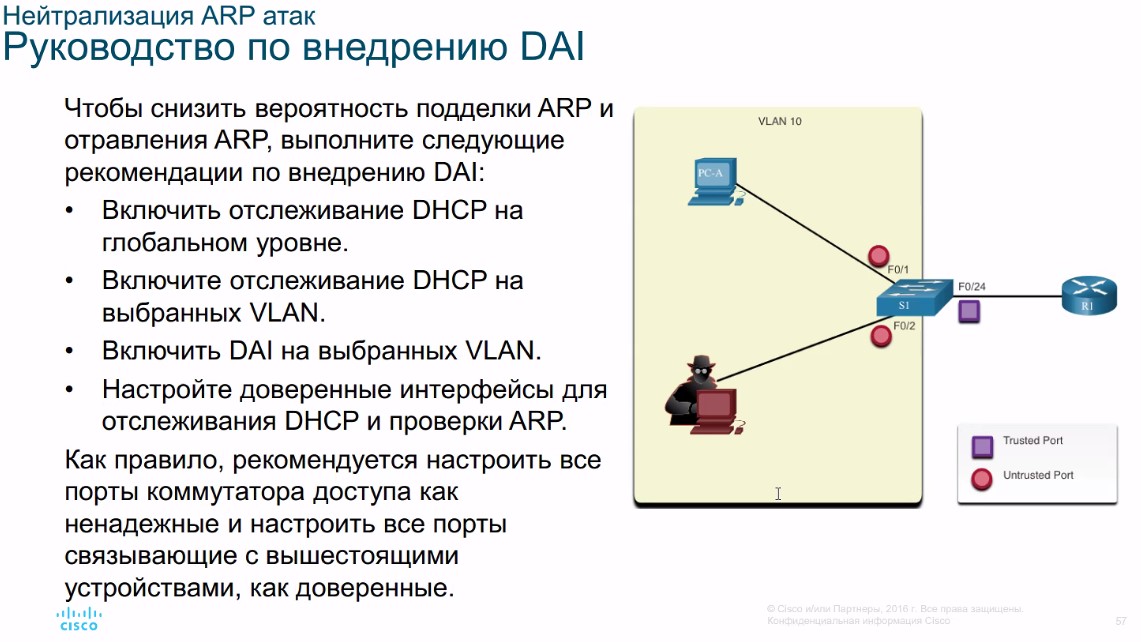 Нейтрализация ARP атак
Руководство по внедрению DAI
Чтобы снизить вероятность подделки ARP и
отравления ARP, выполните следующие
рекомендации по внедрению DAI:
• Включить отслеживание DHCP на
глобальном уровне.
• Включите отслеживание DHCP на
выбранных VLAN.
• Включить DAI на выбранных VLAN.
• Настройте доверенные интерфейсы для
отслеживания DHCP и проверки ARP.
Как правило, рекомендуется настроить все
порты коммутатора доступа как
ненадежные и настроить все порты
связывающие с вышестоящими
устройствами, как доверенные.
VLAN 10
PC-A
F0/1
S1
F0/2
F0/24
R1
Trusted Port
Untrusted Port
CISCO
© Cisco и/или Партнеры, 2016 г. Все права защищены.
Конфиденциальная информация Cisco
57